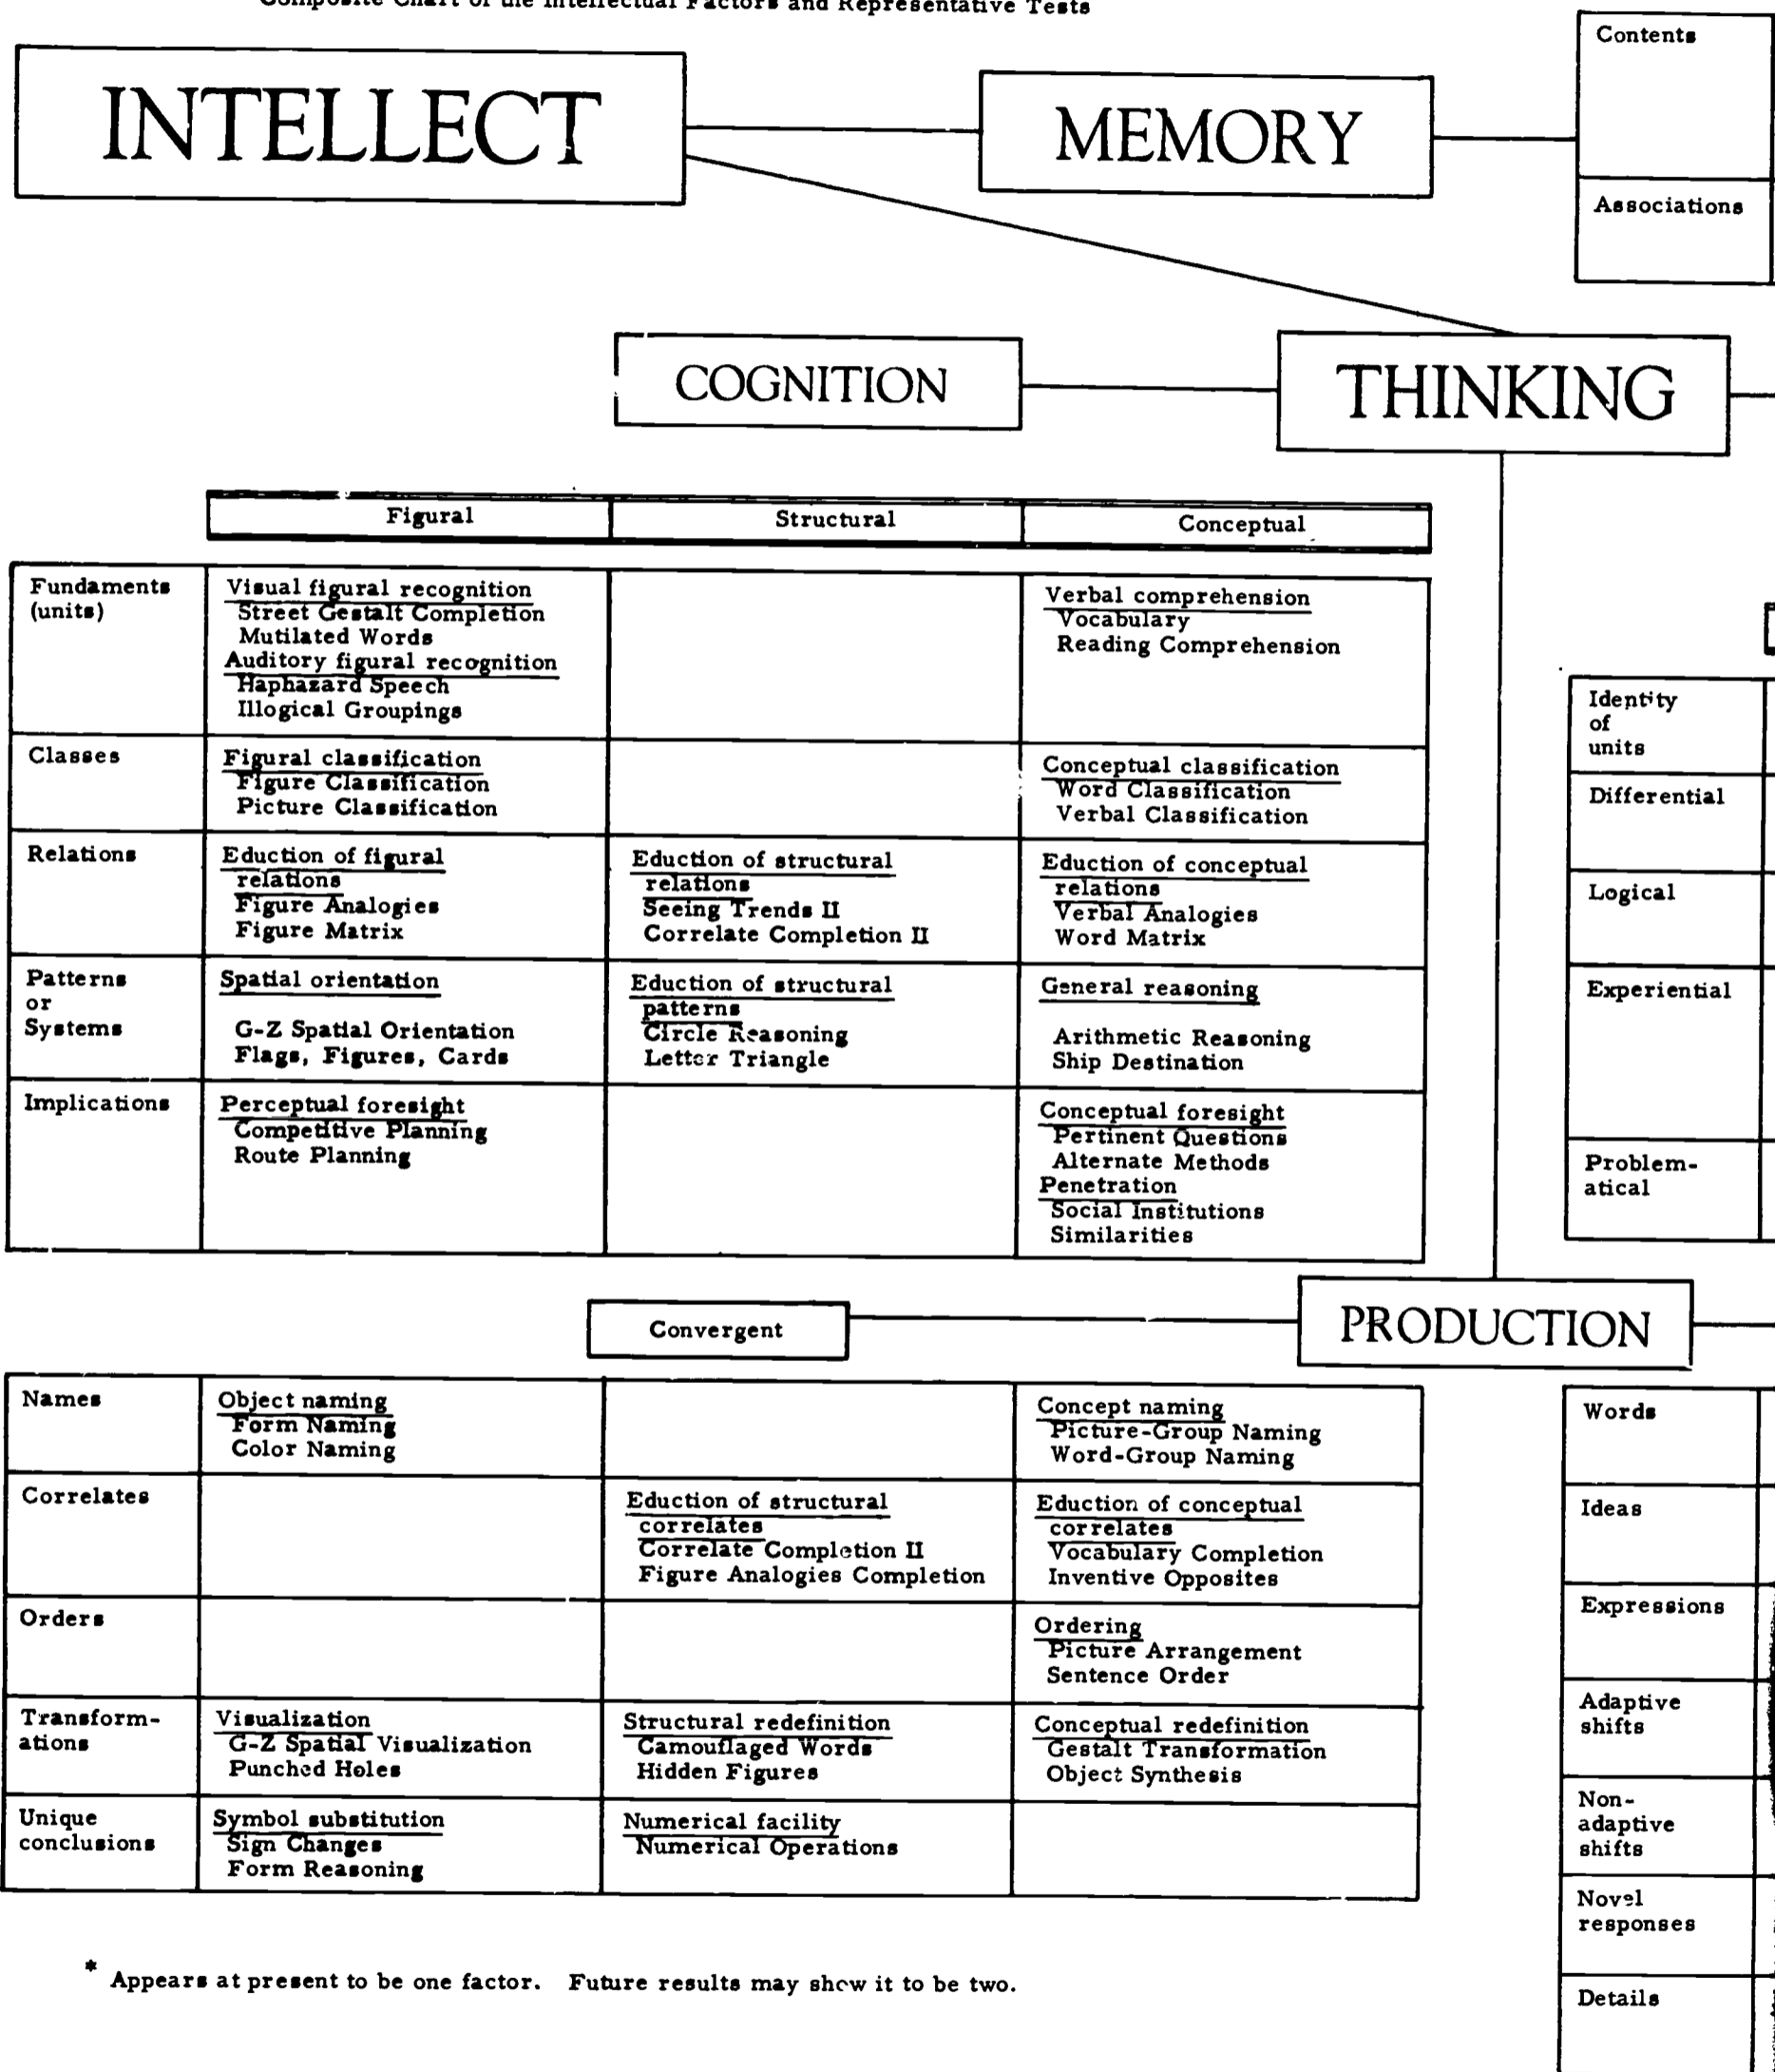 Composite Chart of the Intellectual Factors and Representative Tests
INTELLECT
MEMORY
Contents
Associations
COGNITION
THINKING
Figural
Structural
Conceptual
Fundaments
(units)
Visual figural recognition
Street Gestalt Completion
Mutilated Words
Auditory figural recognition
Haphazard Speech
Illogical Groupings
Verbal comprehension
Vocabulary
Reading Comprehension
Classes
Figural classification
Figure Classification
Picture Classification
Conceptual classification
Word Classification
Verbal Classification
Relations
Eduction of figural
relations
Figure Analogies
Figure Matrix
Eduction of structural
relations
Seeing Trends II
Correlate Completion II
Eduction of conceptual
relations
Verbal Analogies
Word Matrix
Patterns
or
Systems
Spatial orientation
G-Z Spatial Orientation
Flags, Figures, Cards
Eduction of structural
patterns
Circle Reasoning
Letter Triangle
General reasoning
Arithmetic Reasoning
Ship Destination
Implications
Perceptual foresight
Competitive Planning
Route Planning
Conceptual foresight
Pertinent Questions
Alternate Methods
Penetration
Social Institutions
Similarities
Identity
of
units
Differential
Logical
Experiential
Problem-
atical
Convergent
PRODUCTION
Names
Object naming
Form Naming
Color Naming
Concept naming
Picture-Group Naming
Word-Group Naming
Correlates
Eduction of structural
correlates
Correlate Completion II
Figure Analogies Completion
Eduction of conceptual
correlates
Vocabulary Completion
Inventive Opposites
Orders
Ordering
Picture Arrangement
Sentence Order
Transform-
ations
Visualization
G-Z Spatial Visualization
Punched Holes
Structural redefinition
Camouflaged Words
Hidden Figures
Conceptual redefinition
Gestalt Transformation
Object Synthesis
Unique
conclusions
Symbol substitution
Sign Changes
Form Reasoning
Numerical facility
Numerical Operations
Words
Ideas
Expressions
Adaptive
shifts
Non-
adaptive
shifts
Novel
responses
Details
* Appears at present to be one factor. Future results may show it to be two.